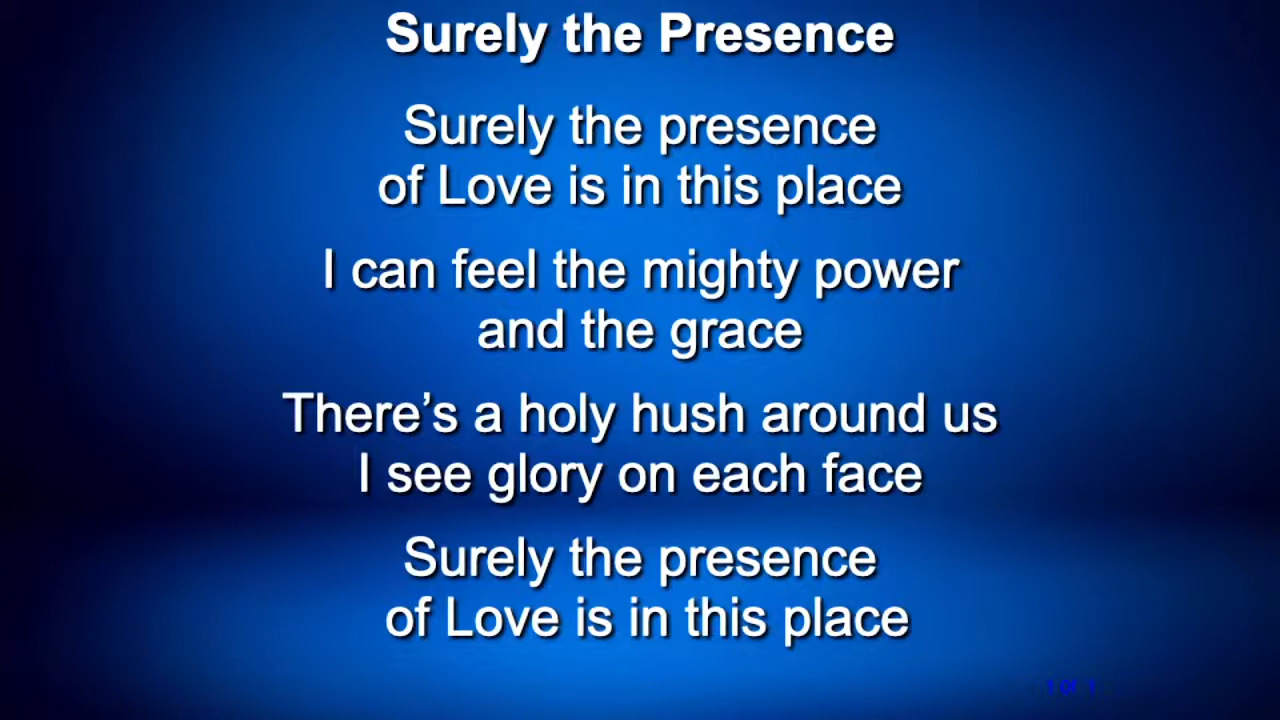 Surely the Presence
Surely the presence
of Love is in this place
I can feel the mighty power
and the grace
There’s a holy hush around us
I see glory on each face
Surely the presence
of Love is in this place